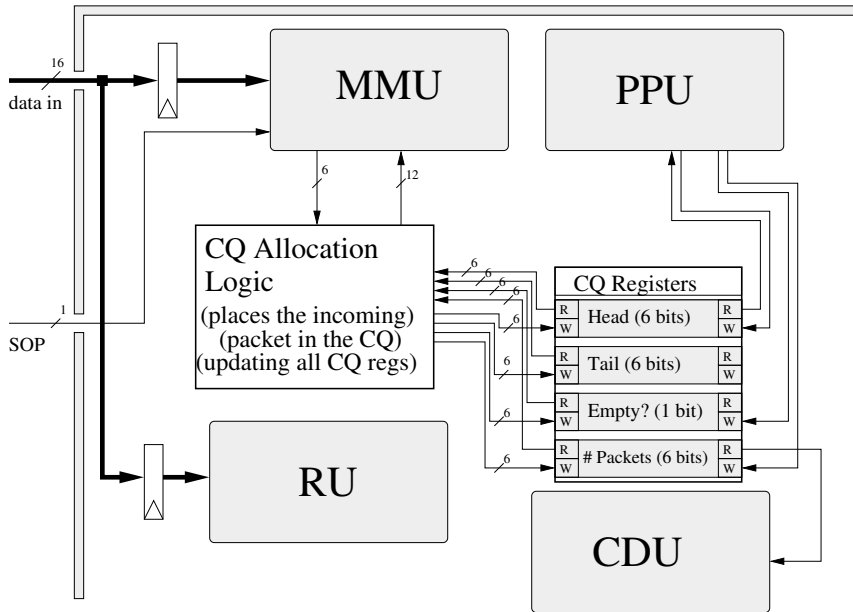 16
data in
MMU
PPU
6
12
CQ Allocation
Logic
(places the incoming)
(packet in the CQ)
(updating all CQ regs)
1
SOP
6
6
6
6
6
6
6
6
CQ Registers
R
W
Head (6 bits)
R
W
R
W
Tail (6 bits)
R
W
R
W
Empty? (1 bit)
R
W
R
W
# Packets (6 bits)
R
W
RU
CDU